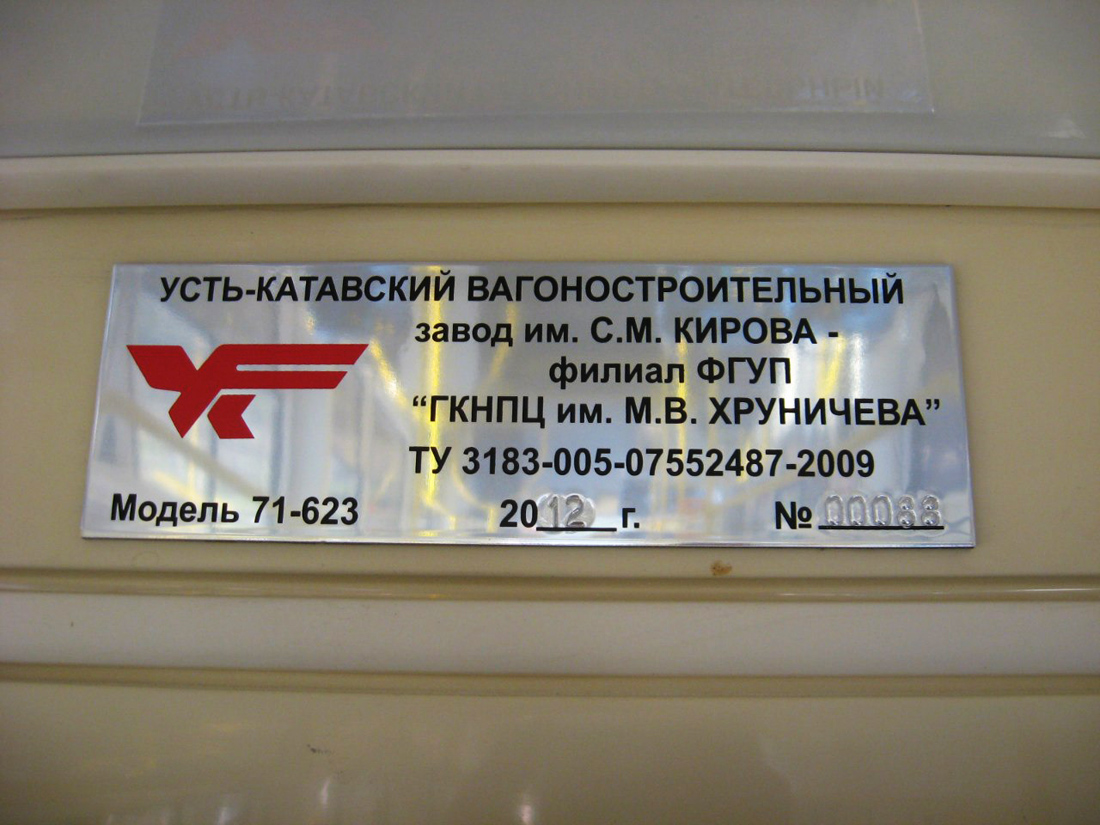 УСТЬ-КАТАВСКИЙ ВАГОНОСТРОИТЕЛЬНЫЙ
завод им. С.М. КИРОВА -
филиал ФГУП
“ГКНПЦ им. М.В. ХРУНИЧЕВА”
ТУ 3183-005-07552487-2009
Модель 71-623 2012 г. №